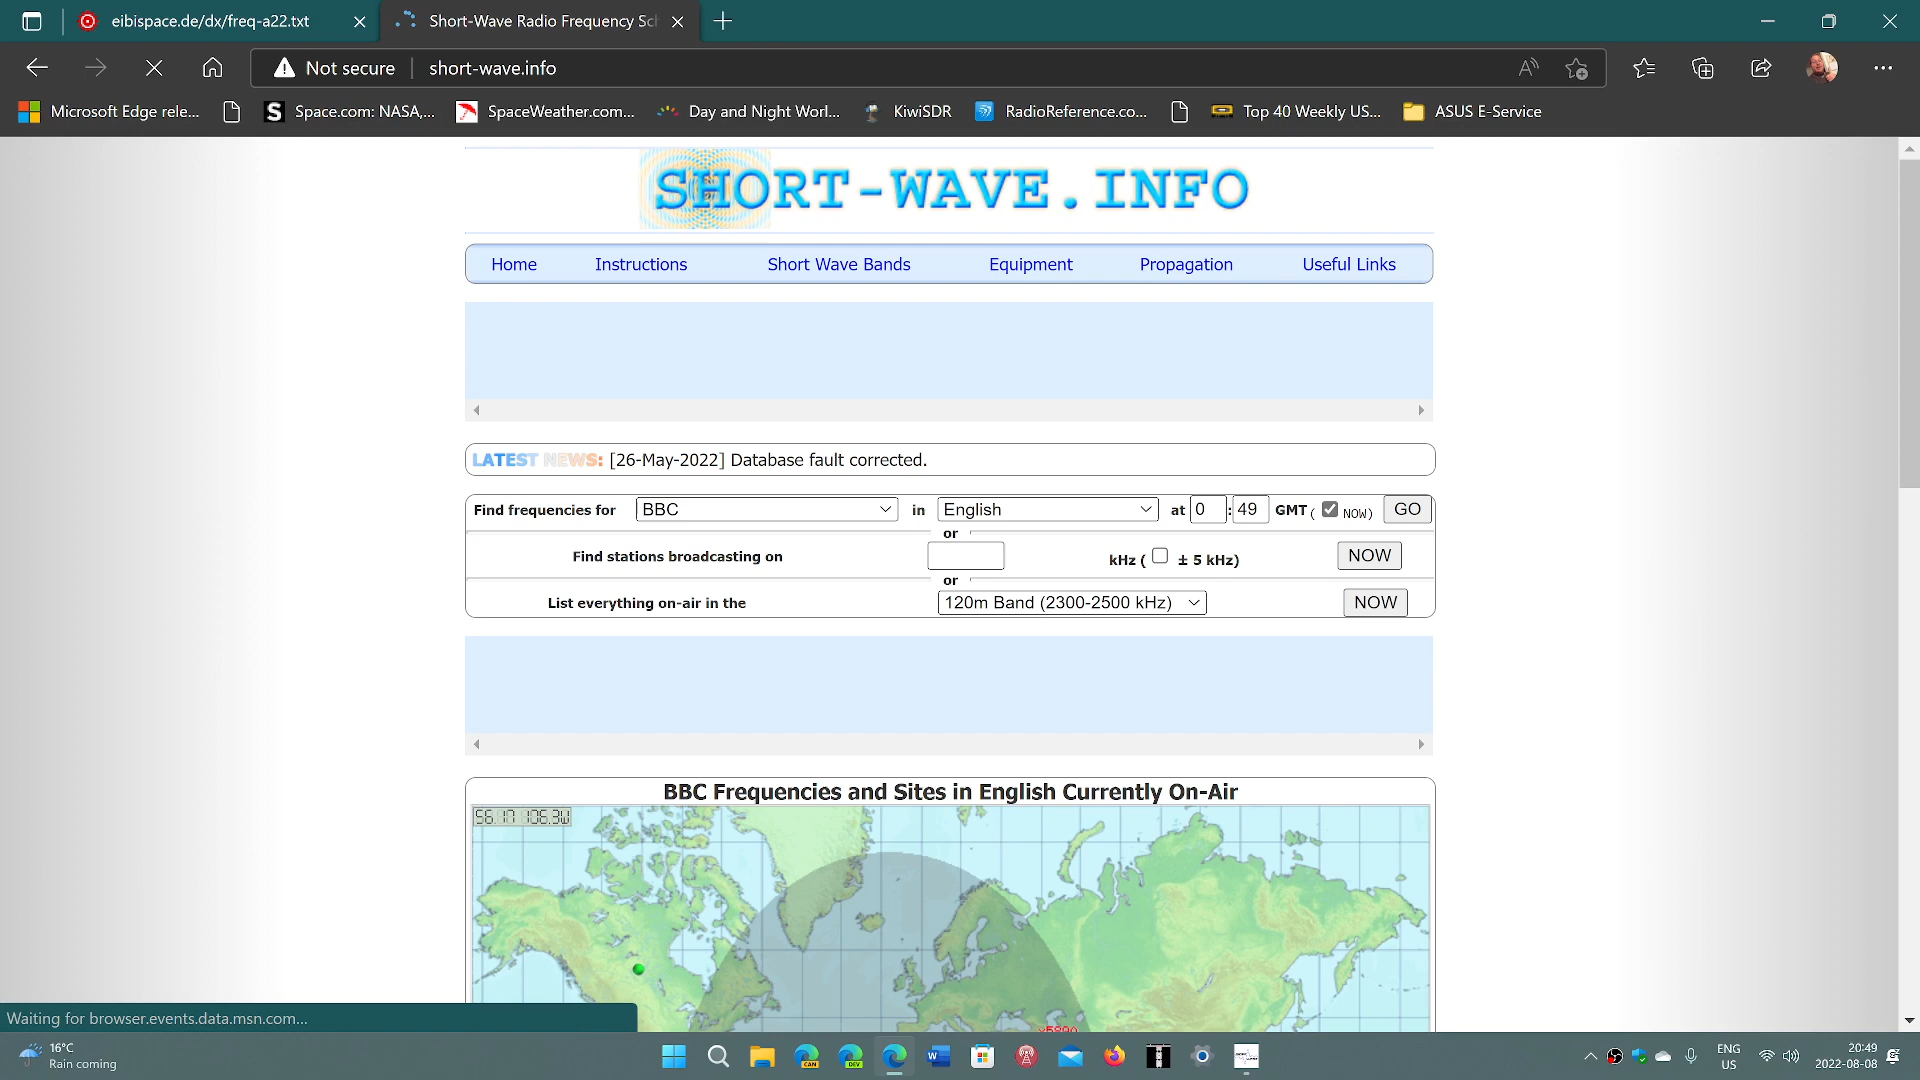 eibispace.de/dx/freq-a22.txt
Short-Wave Radio Frequency Sch
Not secure
short-wave.info
Microsoft Edge rele...
Space.com: NASA,...
SpaceWeather.com...
Day and Night Worl...
KiwiSDR
RadioReference.co...
Top 40 Weekly US...
ASUS E-Service
SHORT-WAVE.INFO
Home
Instructions
Short Wave Bands
Equipment
Propagation
Useful Links
LATEST NEWS: [26-May-2022] Database fault corrected.
Find frequencies for BBC in English at 0 : 49 GMT ( NOW) GO
or
Find stations broadcasting on kHz ( ± 5 kHz) NOW
or
List everything on-air in the 120m Band (2300-2500 kHz) NOW
BBC Frequencies and Sites in English Currently On-Air
Waiting for browser.events.data.msn.com...
16°C
Rain coming
CAN
DEV
ENG
US
20:49
2022-08-08